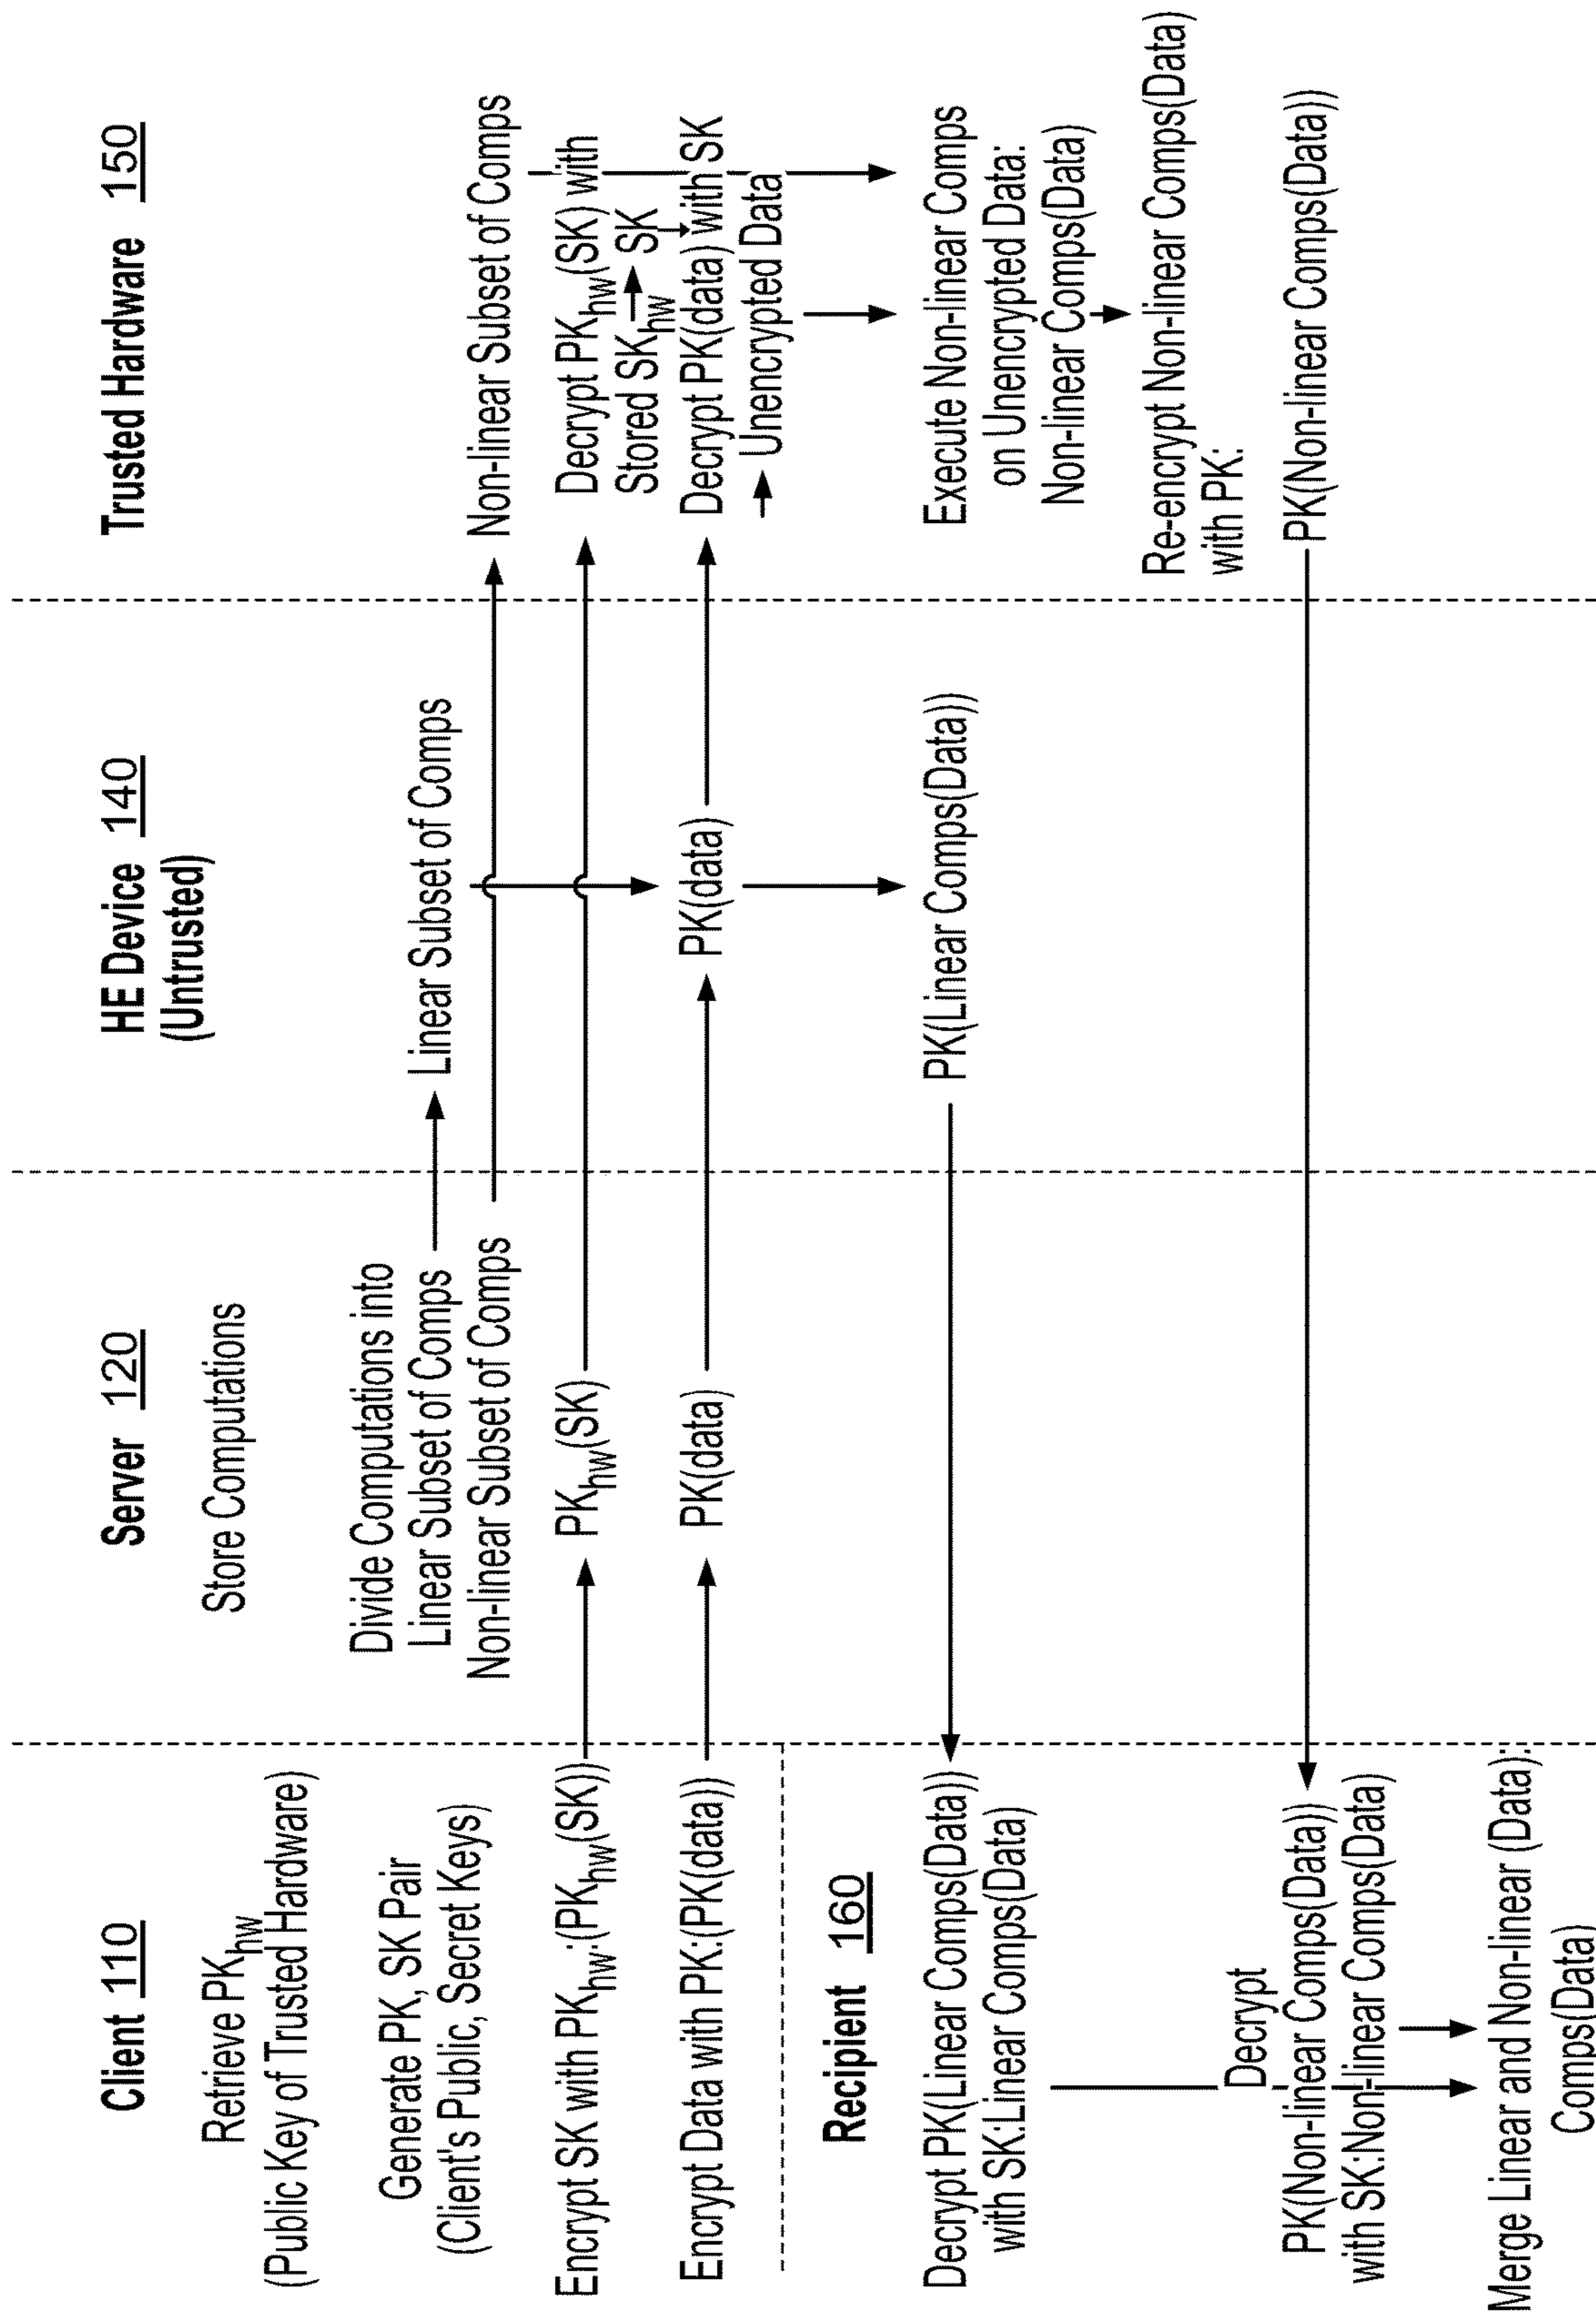 Client 110
Retrieve PKhw
(Public Key of Trusted Hardware)
Generate PK, SK Pair
(Client's Public, Secret Keys)
Encrypt SK with PKhw:(PKhw(SK))
Encrypt Data with PK:(PK(data))
Recipient 160
Decrypt PK(Linear Comps(Data))
with SK:Linear Comps(Data)
Decrypt
PK(Non-linear Comps(Data))
with SK:Non-linear Comps(Data)
Merge Linear and Non-linear (Data):
Comps(Data)
Server 120
Store Computations
Divide Computations into
Linear Subset of Comps
Non-linear Subset of Comps
PKhw(SK)
PK(data)
HE Device 140
(Untrusted)
Linear Subset of Comps
PK(data)
PK(Linear Comps(Data))
Trusted Hardware 150
Non-linear Subset of Comps
Decrypt PKhw(SK) with
Stored SKhw → SK
Decrypt PK(data) with SK
→ Unencrypted Data
Execute Non-linear Comps
on Unencrypted Data:
Non-linear Comps(Data)
Re-encrypt Non-linear Comps(Data)
with PK:
PK(Non-linear Comps(Data))